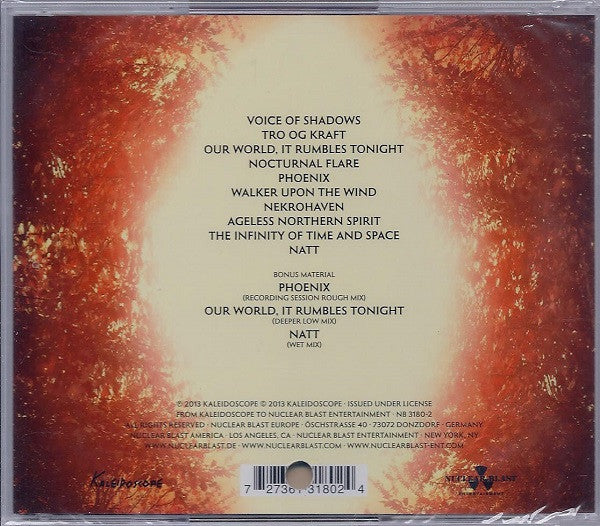 VOICE OF SHADOWS
TRO OG KRAFT
OUR WORLD, IT RUMBLES TONIGHT
NOCTURNAL FLARE
PHOENIX
WALKER UPON THE WIND
NEKROHAVEN
AGELESS NORTHERN SPIRIT
THE INFINITY OF TIME AND SPACE
NATT
BONUS MATERIAL
PHOENIX
(RECORDING SESSION ROUGH MIX)
OUR WORLD, IT RUMBLES TONIGHT
(DEEPER LOW MIX)
NATT
(WET MIX)
℗ 2013 KALEIDOSCOPE © 2013 KALEIDOSCOPE · ISSUED UNDER LICENSE
FROM KALEIDOSCOPE TO NUCLEAR BLAST ENTERTAINMENT · NB 3180-2
ALL RIGHTS RESERVED · NUCLEAR BLAST EUROPE · ÖSCHSTRASSE 40 · 73072 DONZDORF · GERMANY
NUCLEAR BLAST AMERICA · LOS ANGELES, CA · NUCLEAR BLAST ENTERTAINMENT · NEW YORK, NY
WWW.NUCLEARBLAST.DE · WWW.NUCLEARBLAST.COM · WWW.NUCLEARBLAST-ENT.COM
KALEIDOSCOPE
7 27361 31802 4
NUCLEAR BLAST
ENTERTAINMENT